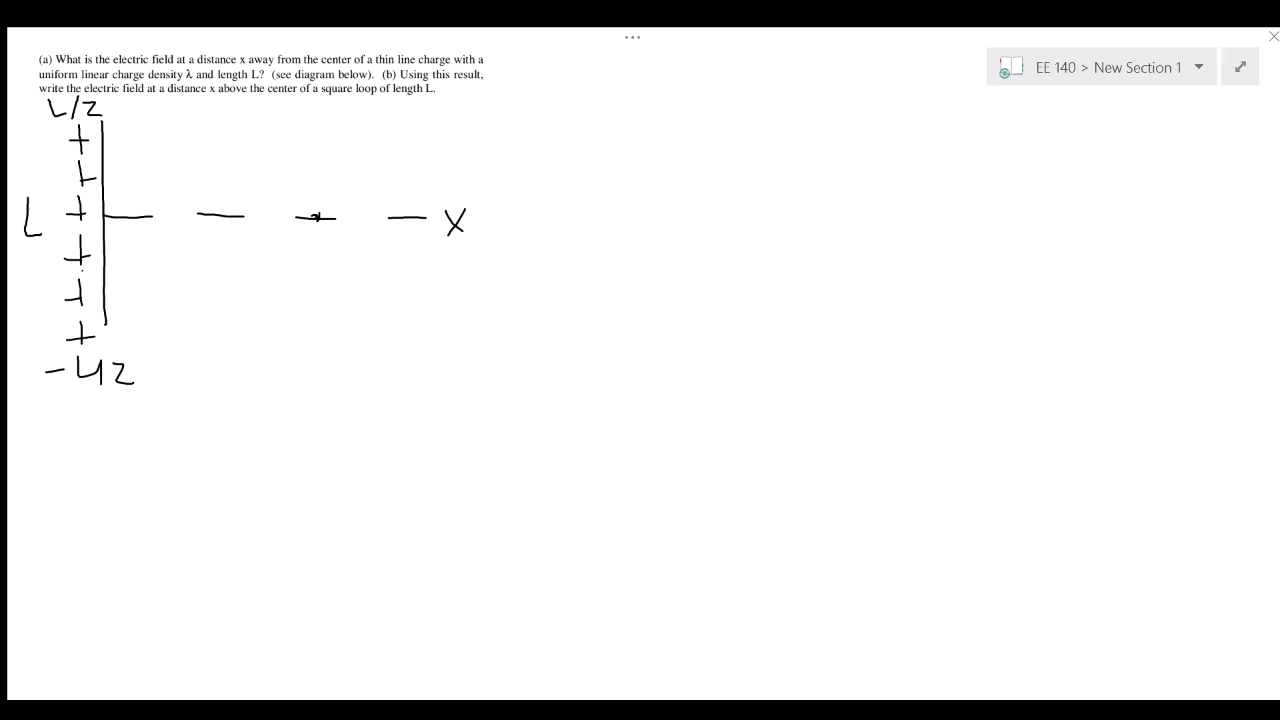 (a) What is the electric field at a distance x away from the center of a thin line charge with a
uniform linear charge density λ and length L? (see diagram below). (b) Using this result,
write the electric field at a distance x above the center of a square loop of length L.
EE 140 > New Section 1
L/2
+
+
L + X
+
+
+
-L/2